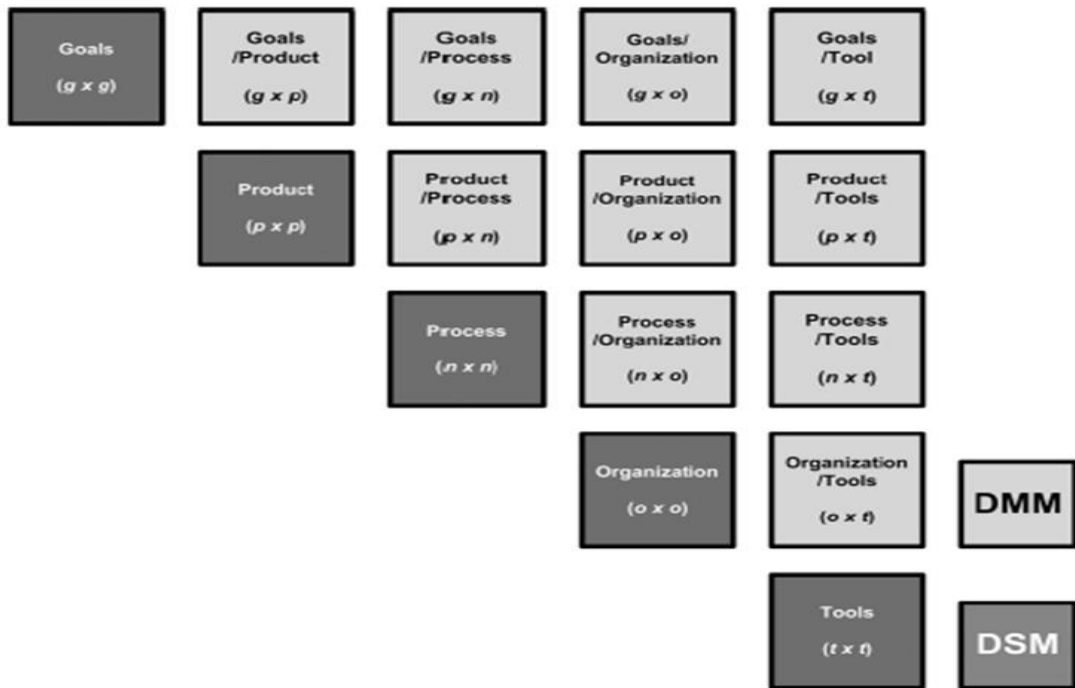 Goals
(g x g)
Goals
/Product
(g x p)
Goals
/Process
(g x n)
Goals/
Organization
(g x o)
Goals
/Tool
(g x t)
Product
(p x p)
Product
/Process
(p x n)
Product
/Organization
(p x o)
Product
/Tools
(p x t)
Process
(n x n)
Process
/Organization
(n x o)
Process
/Tools
(n x t)
Organization
(o x o)
Organization
/Tools
(o x t)
DMM
Tools
(t x t)
DSM